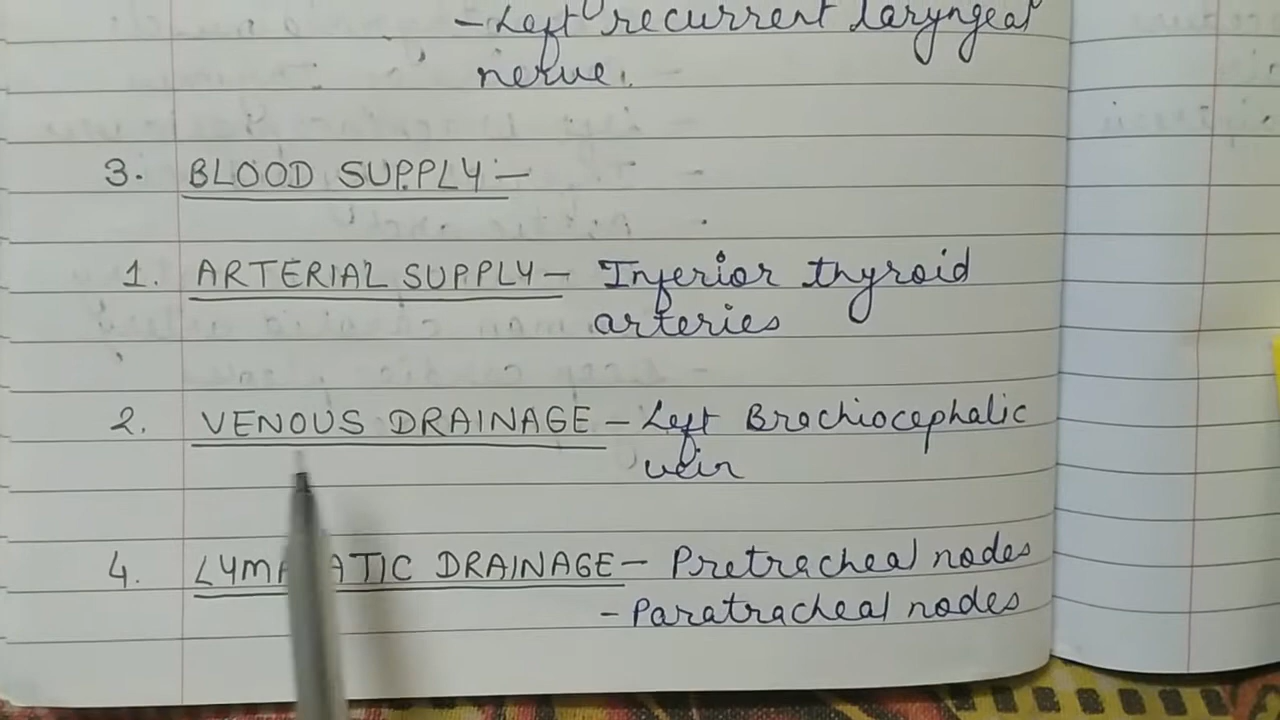 - Left recurrent laryngeal
nerve.
3. BLOOD SUPPLY :-
1. ARTERIAL SUPPLY - Inferior thyroid
arteries
2. VENOUS DRAINAGE - Left Brachiocephalic
vein
4. DRAINAGE - Pretracheal nodes
- Paratracheal nodes